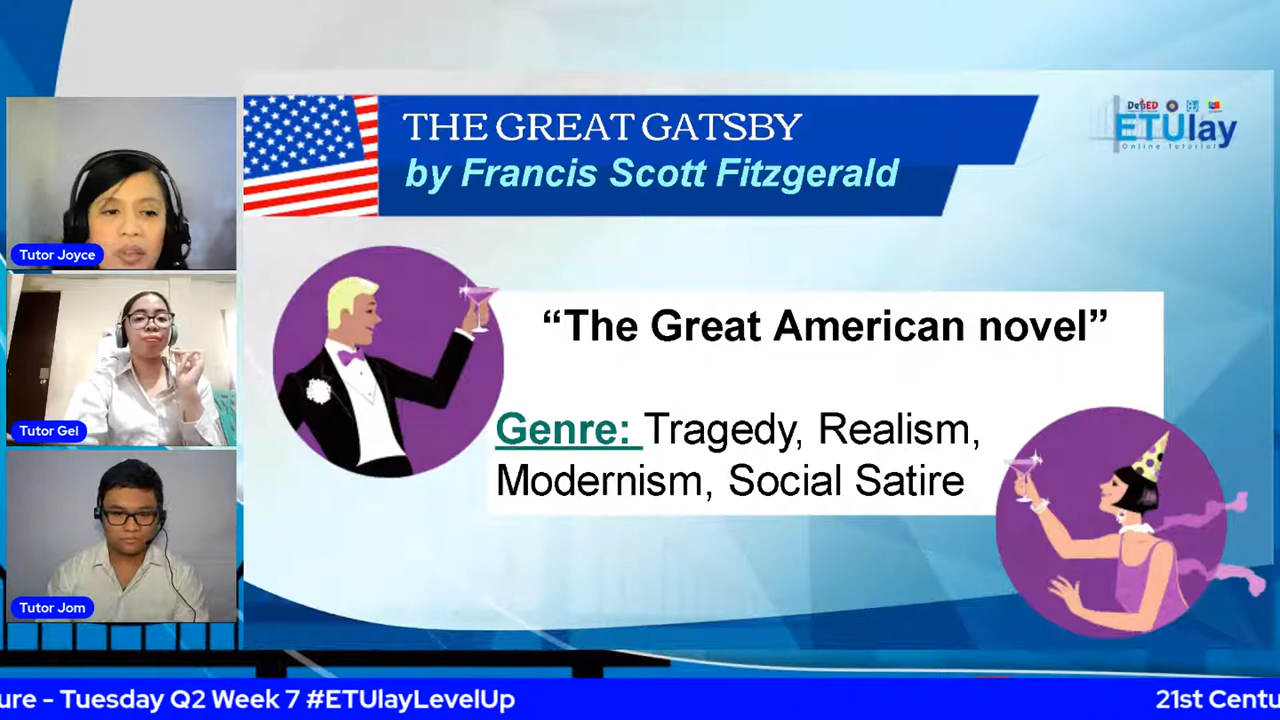 THE GREAT GATSBY
by Francis Scott Fitzgerald
DepED
ETUlay
Online Tutorial
Tutor Joyce
Tutor Gel
Tutor Jom
“The Great American novel”
Genre: Tragedy, Realism,
Modernism, Social Satire
ure - Tuesday Q2 Week 7 #ETUlayLevelUp
21st Centu